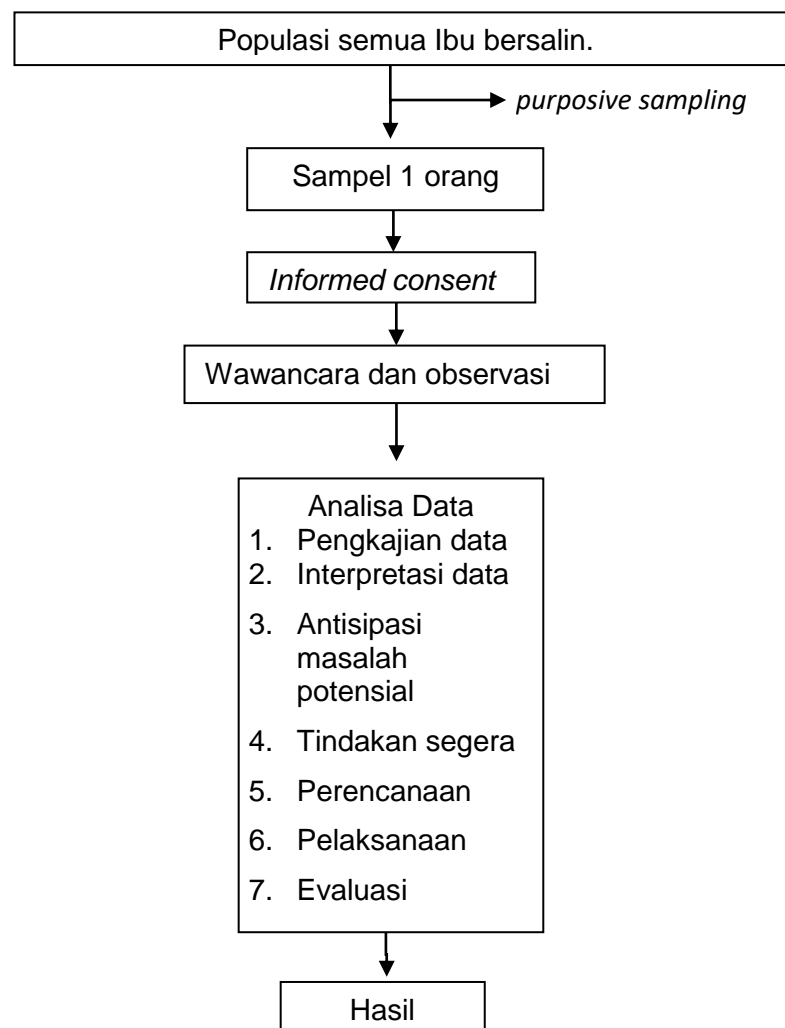 Populasi semua Ibu bersalin.
purposive sampling
Sampel 1 orang
Informed consent
Wawancara dan observasi
Analisa Data
1. Pengkajian data
2. Interpretasi data
3. Antisipasi
masalah
potensial
4. Tindakan segera
5. Perencanaan
6. Pelaksanaan
7. Evaluasi
Hasil